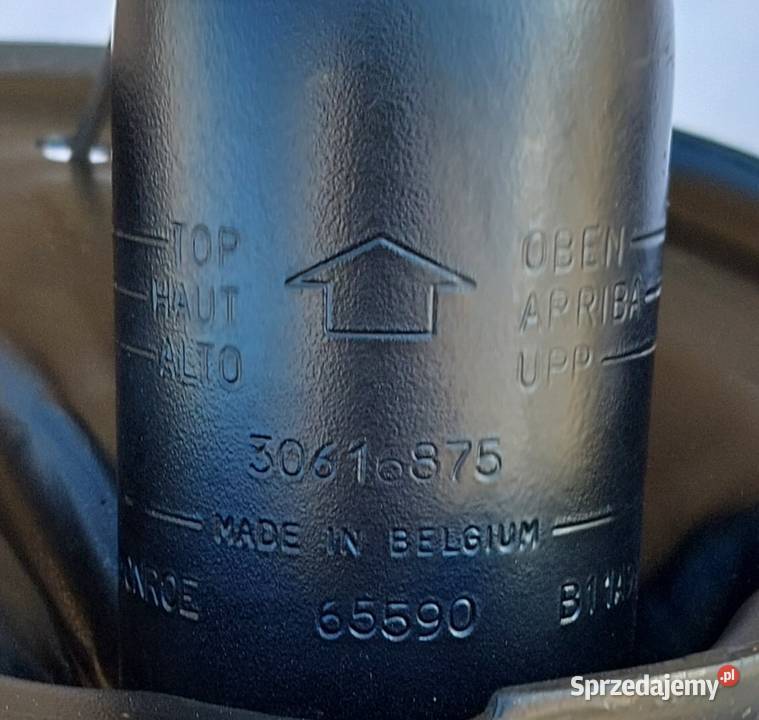 TOP
HAUT
ALTO
OBEN
ARRIBA
UPP
MADE IN BELGIUM
65590
Sprzedajemy.pl